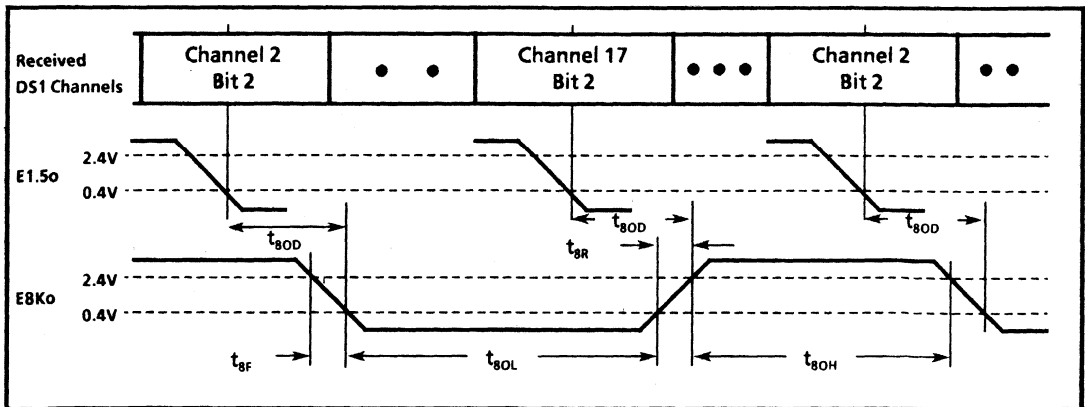 Received
DS1 Channels
Channel 2
Bit 2
• •
Channel 17
Bit 2
• • •
Channel 2
Bit 2
• •
E1.5o
2.4V
0.4V
t8OD
t8OD
t8OD
t8R
E8Ko
2.4V
0.4V
t8F
t8OL
t8OH